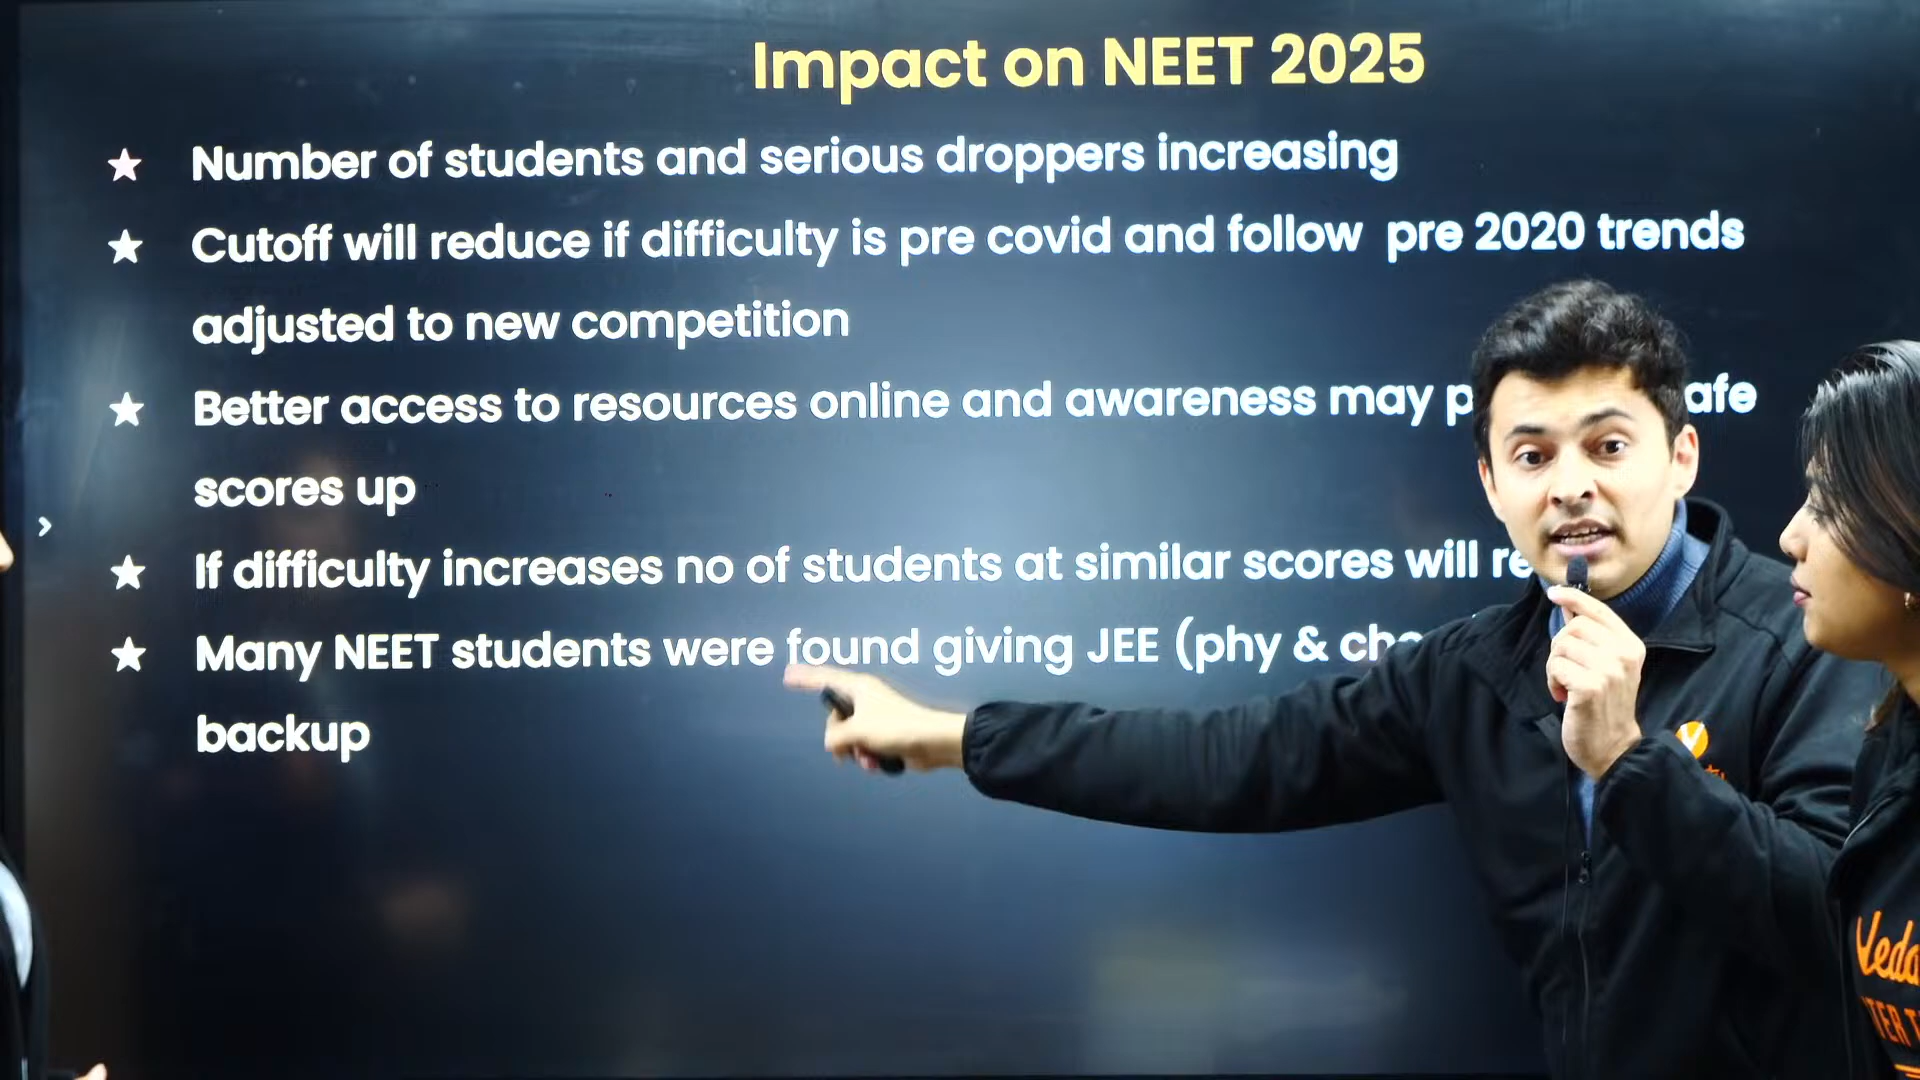 Impact on NEET 2025
★ Number of students and serious droppers increasing
★ Cutoff will reduce if difficulty is pre covid and follow pre 2020 trends
adjusted to new competition
★ Better access to resources online and awareness may
scores up
★ If difficulty increases no of students at similar scores will
★ Many NEET students were found giving JEE (phy &
backup